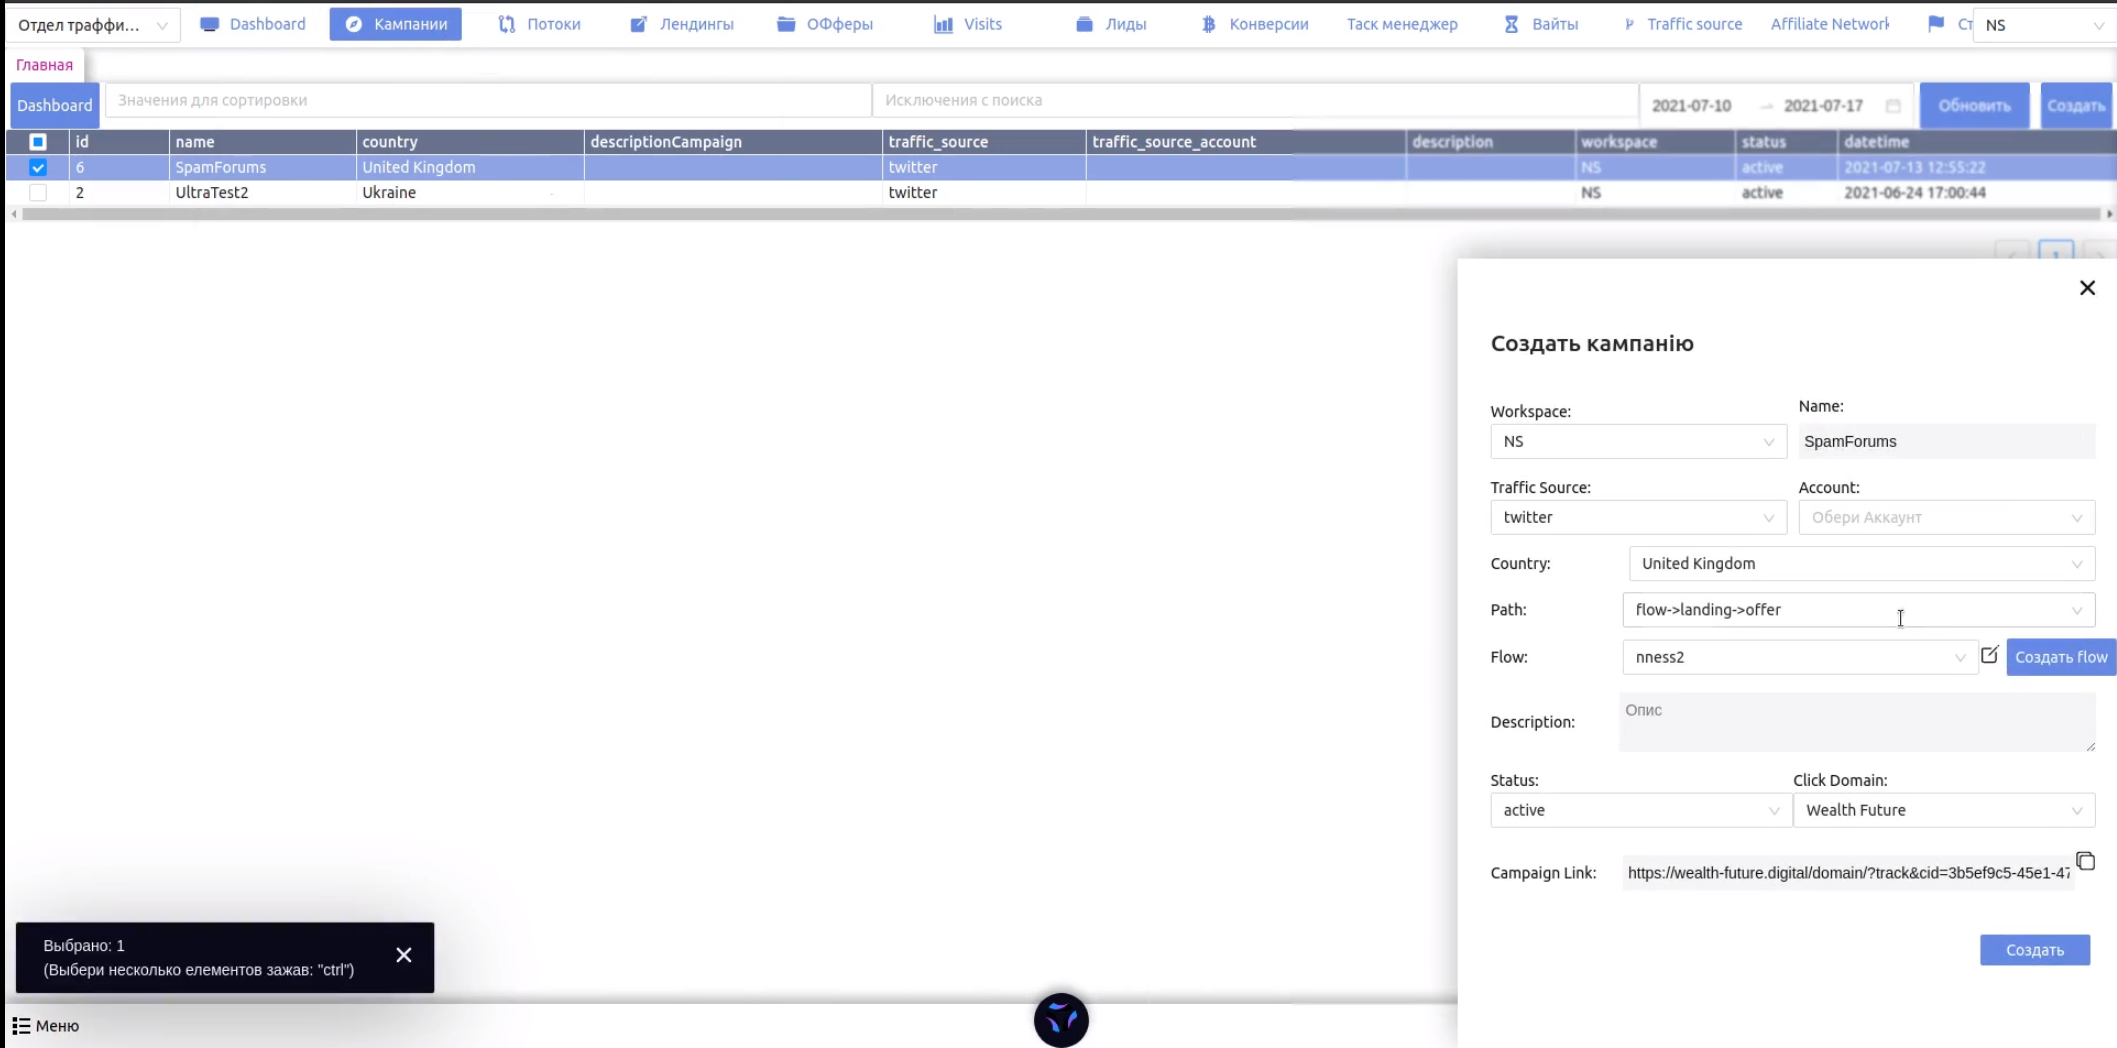 Отдел траффи... Dashboard Кампании Потоки Лендинги ОФферы Visits Лиды Конверсии Таск менеджер Вайты Traffic source Affiliate Network Ст NS
Главная
Dashboard Значения для сортировки Исключения с поиска 2021-07-10 → 2021-07-17 Обновить Создать
id name country descriptionCampaign traffic_source traffic_source_account description workspace status datetime
6 SpamForums United Kingdom twitter NS active 2021-07-13 12:55:22
2 UltraTest2 Ukraine twitter NS active 2021-06-24 17:00:44
1
Создать кампанію
Workspace: Name:
NS SpamForums
Traffic Source: Account:
twitter Обери Аккаунт
Country: United Kingdom
Path: flow->landing->offer
Flow: nness2 Создать flow
Description: Опис
Status: Click Domain:
active Wealth Future
Campaign Link: https://wealth-future.digital/domain/?track&cid=3b5ef9c5-45e1-47
Создать
Выбрано: 1
(Выбери несколько елементов зажав: "ctrl")
Меню